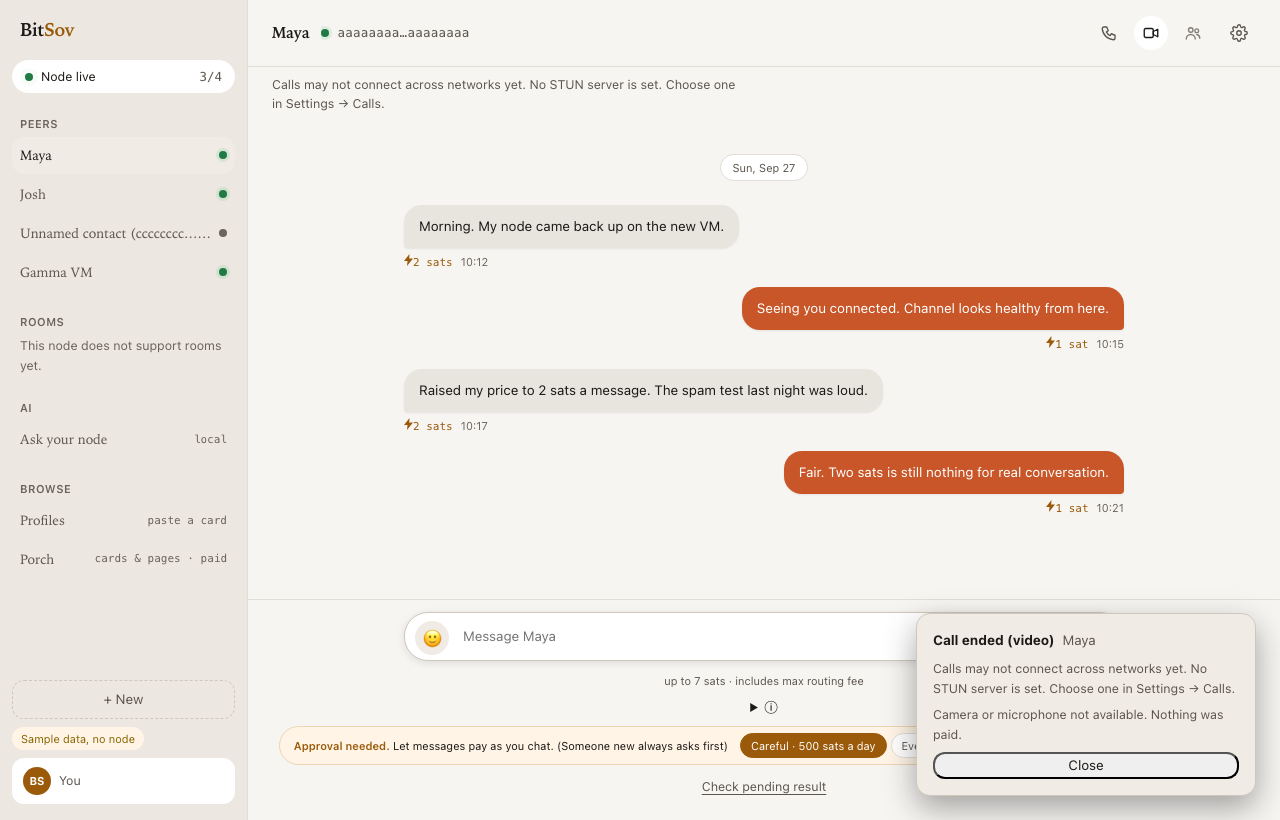 BitSov
Node live 3/4
PEERS
Maya
Josh
Unnamed contact (cccccccc…...
Gamma VM
ROOMS
This node does not support rooms
yet.
AI
Ask your node local
BROWSE
Profiles paste a card
Porch cards & pages · paid
+ New
Sample data, no node
BS You
Maya aaaaaaaa…aaaaaaaa
Calls may not connect across networks yet. No STUN server is set. Choose one
in Settings → Calls.
Sun, Sep 27
Morning. My node came back up on the new VM.
2 sats 10:12
Seeing you connected. Channel looks healthy from here.
1 sat 10:15
Raised my price to 2 sats a message. The spam test last night was loud.
2 sats 10:17
Fair. Two sats is still nothing for real conversation.
1 sat 10:21
Message Maya
up to 7 sats · includes max routing fee
Approval needed. Let messages pay as you chat. (Someone new always asks first) Careful · 500 sats a day
Check pending result
Call ended (video) Maya
Calls may not connect across networks yet. No
STUN server is set. Choose one in Settings → Calls.
Camera or microphone not available. Nothing was
paid.
Close